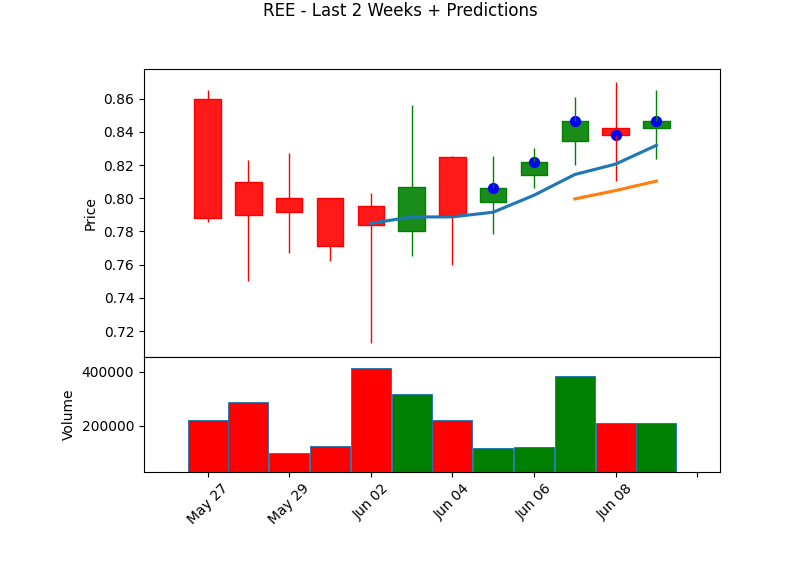 REE - Last 2 Weeks + Predictions
0.86
0.84
0.82
0.80
0.78
0.76
0.74
0.72
Price
400000
200000
Volume
May 27
May 29
Jun 02
Jun 04
Jun 06
Jun 08